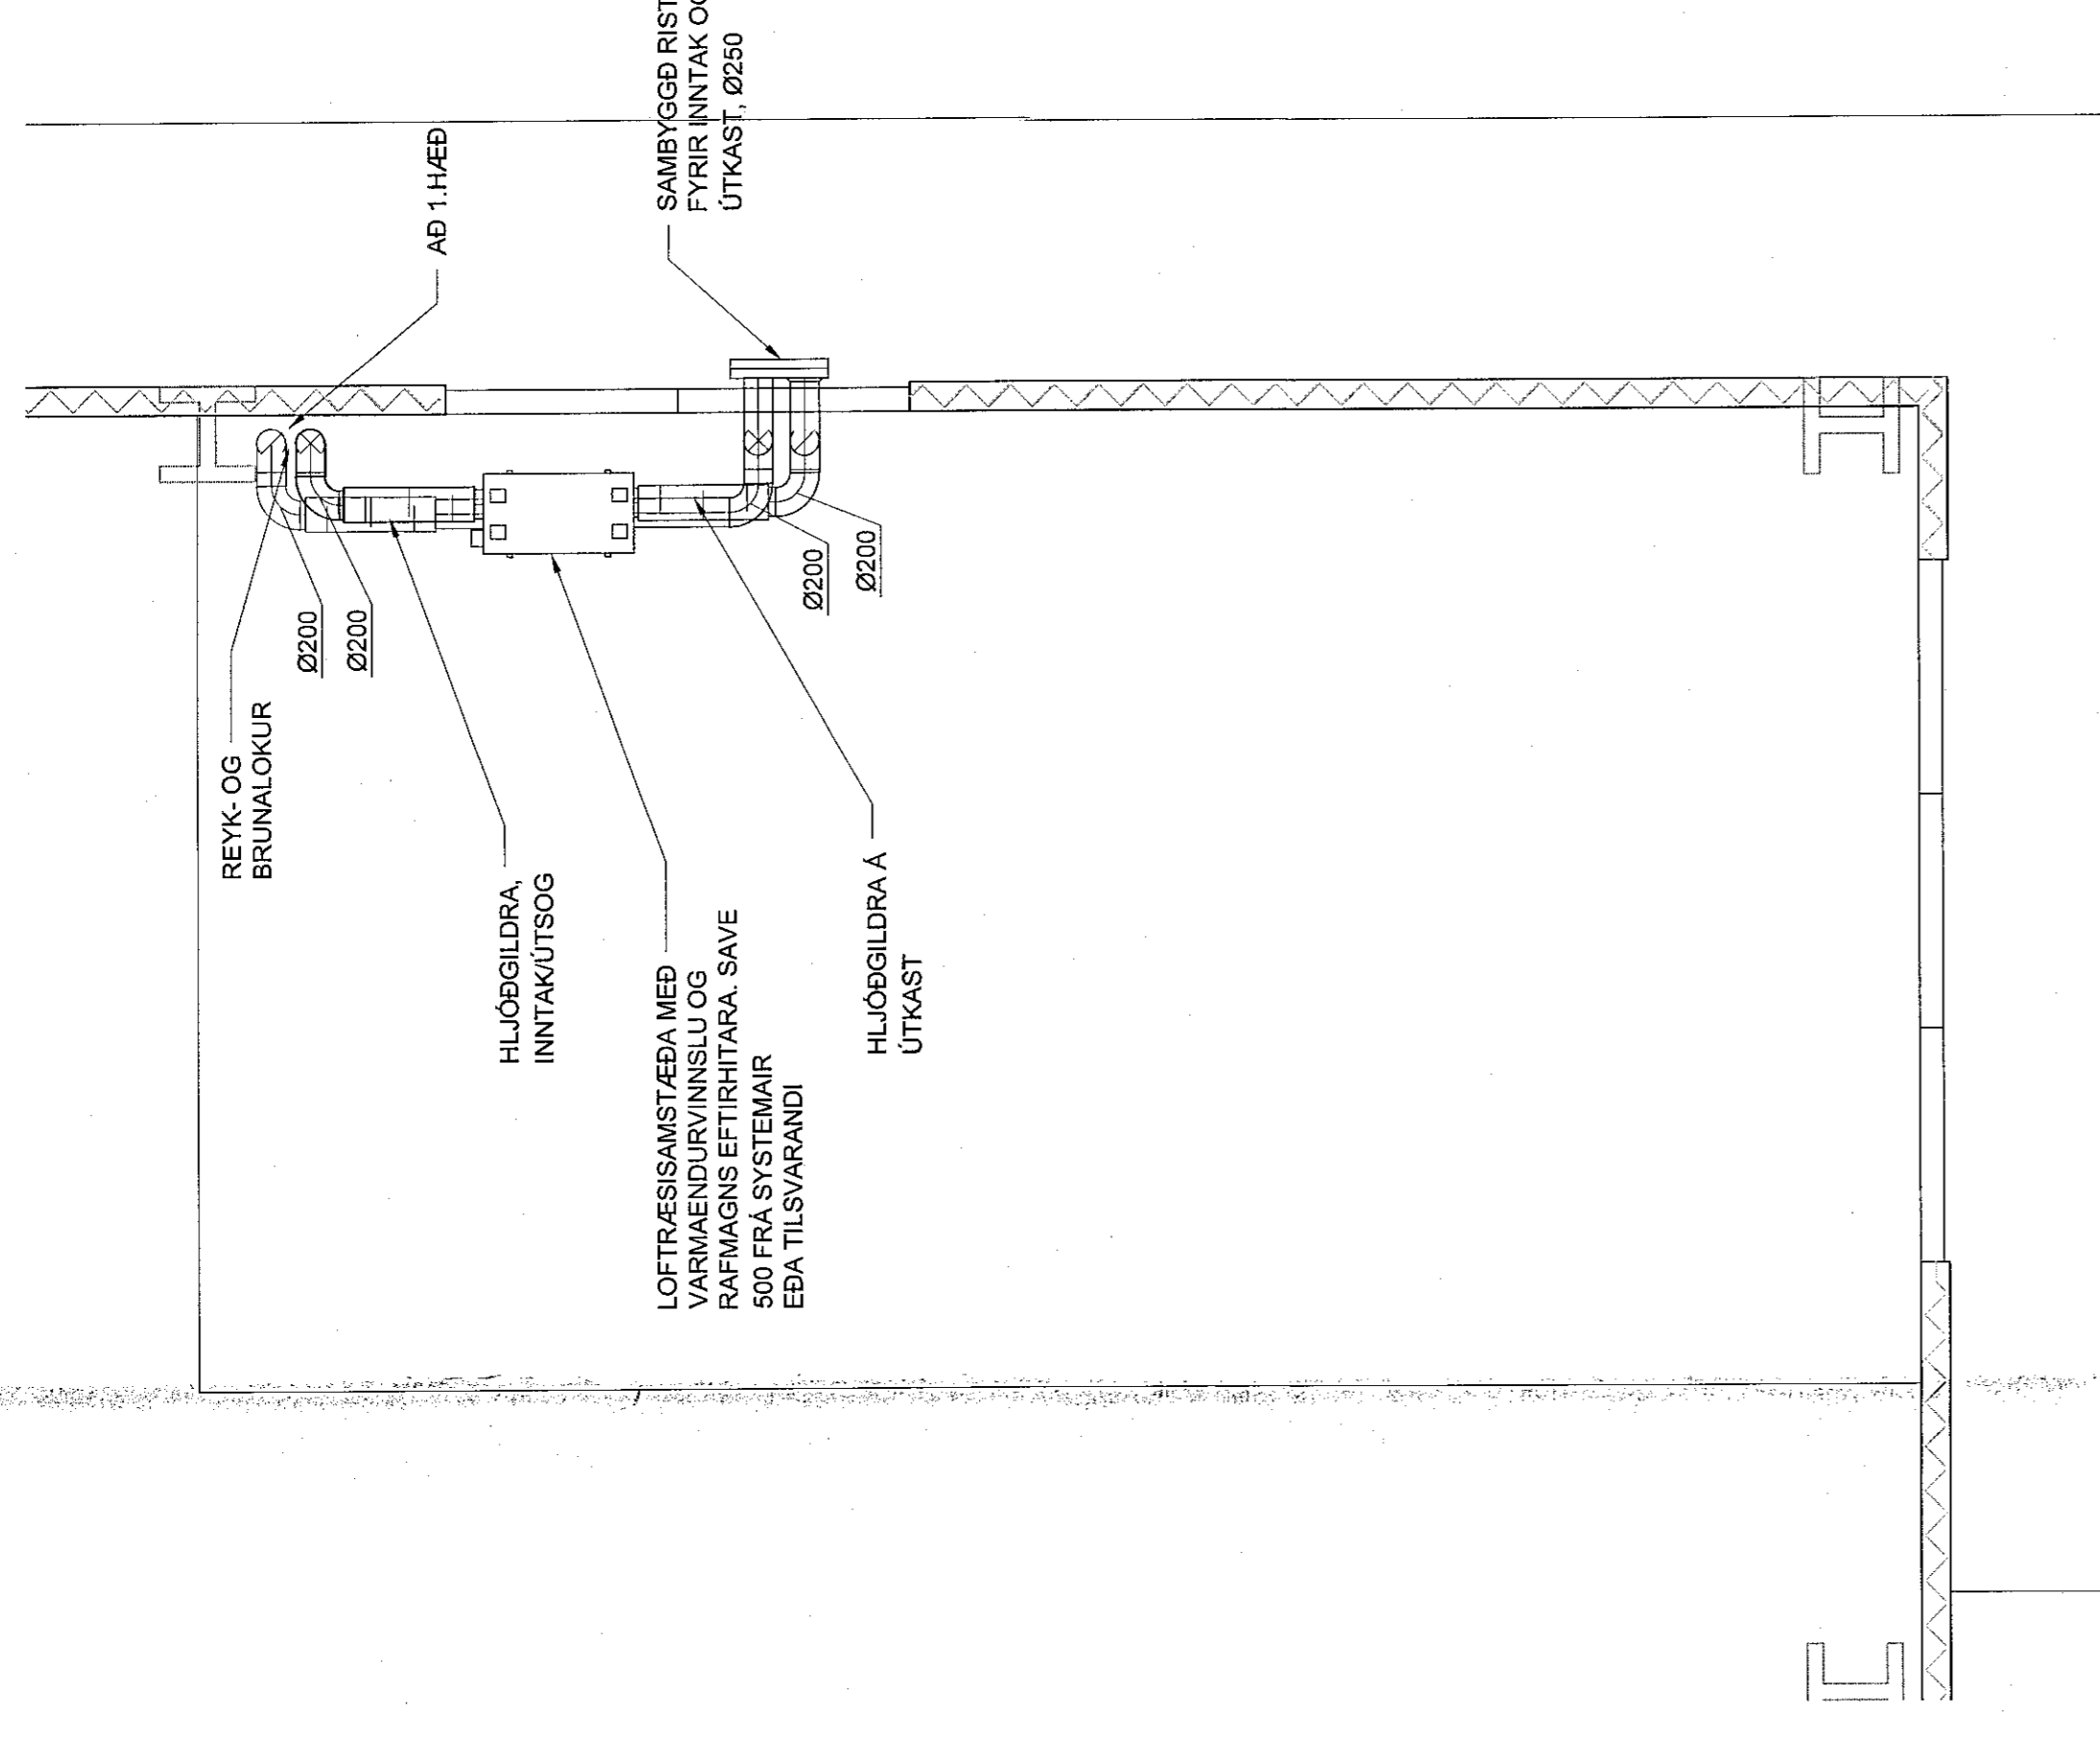 REYK- OG
BRUNALOKUR
Ø200
Ø200
AÐ 1.HÆÐ
HLJÓÐGILDRA,
INNTAK/ÚTSOG
LOFTRÆSISAMSTÆÐA MEÐ
VARMAENDURVINNSLU OG
RAFMAGNS EFTIRHITARA. SAVE
500 FRÁ SYSTEMAIR
EÐA TILSVARANDI
SAMBYGGÐ RIST
FYRIR INNTAK OG
ÚTKAST, Ø250
Ø200
Ø200
HLJÓÐGILDRA Á
ÚTKAST